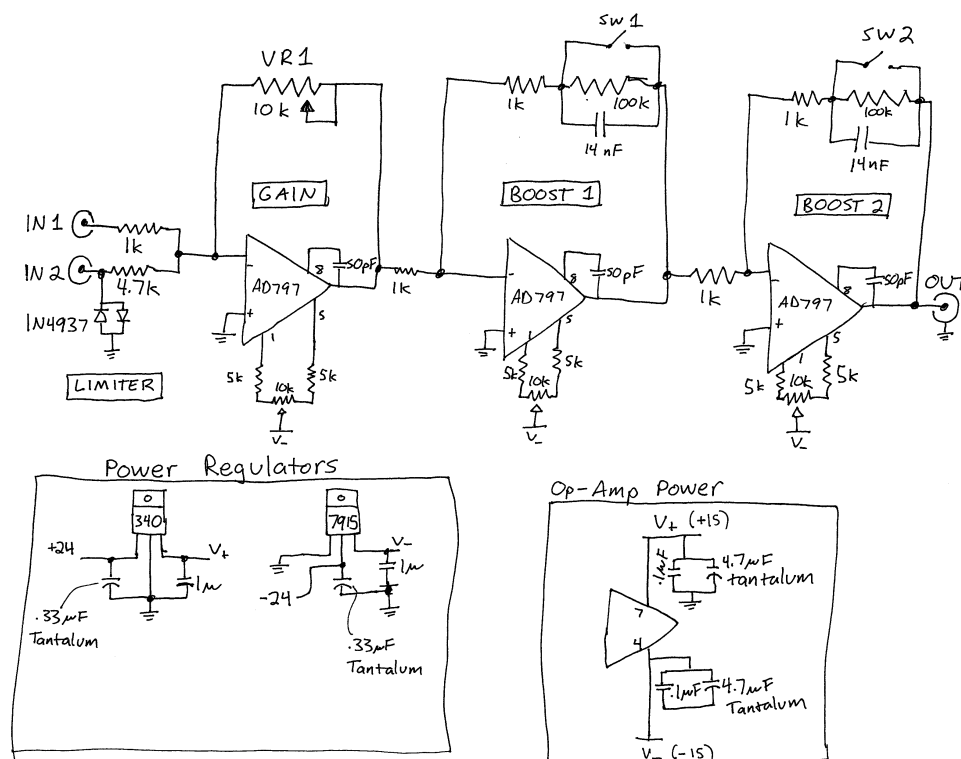 SW1
VR1
10k
1k
100k
14nF
SW2
1k
100k
14nF
GAIN
BOOST 1
BOOST 2
IN1
1k
IN2
4.7k
1N4937
LIMITER
-
+
AD797
8
50pF
1
5
5k
10k
5k
V-
1k
-
+
AD797
8
50pF
1
5
5k
10k
5k
V-
1k
-
+
AD797
8
50pF
1
5
5k
10k
5k
V-
OUT
Power Regulators
340
+24
V+
.33µF
Tantalum
1µ
7915
-24
V-
1µ
.33µF
Tantalum
Op-Amp Power
V+ (+15)
.1µF
4.7µF
tantalum
7
4
.1µF
4.7µF
Tantalum
V- (-15)